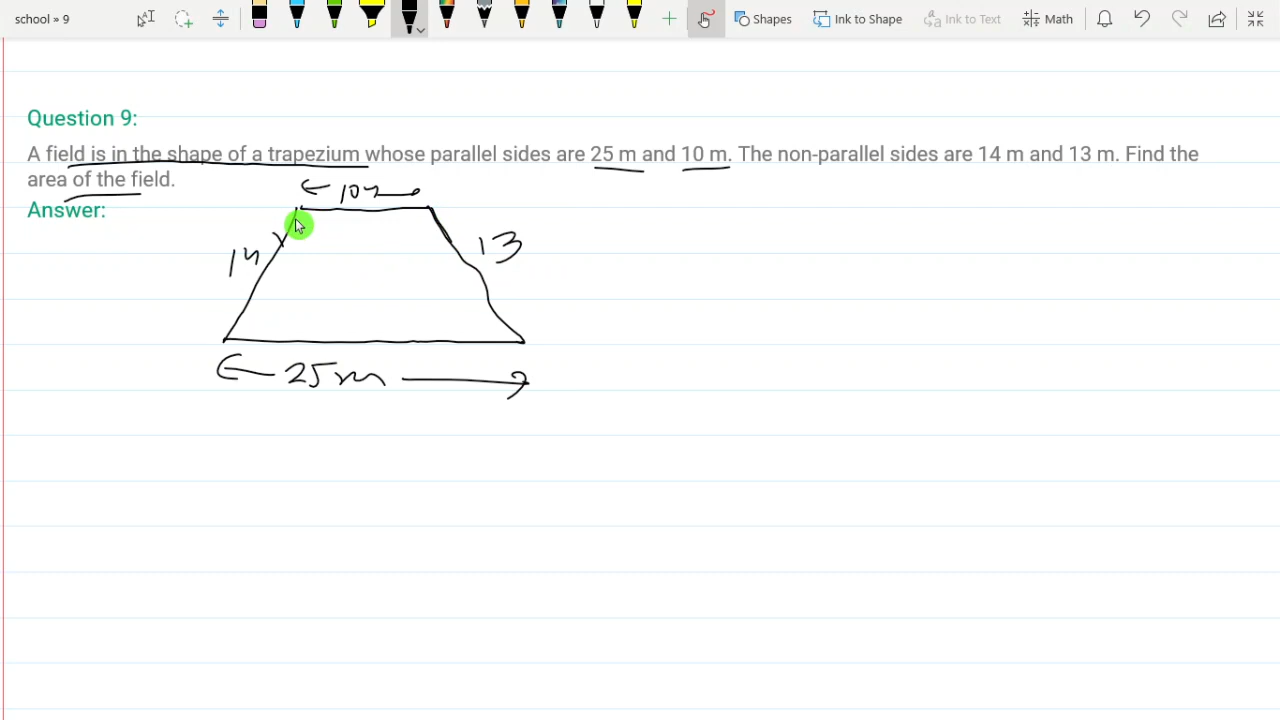 school » 9
Shapes
Ink to Shape
Ink to Text
Math
Question 9:
A field is in the shape of a trapezium whose parallel sides are 25 m and 10 m. The non-parallel sides are 14 m and 13 m. Find the
area of the field.
Answer:
10m
14
13
25m